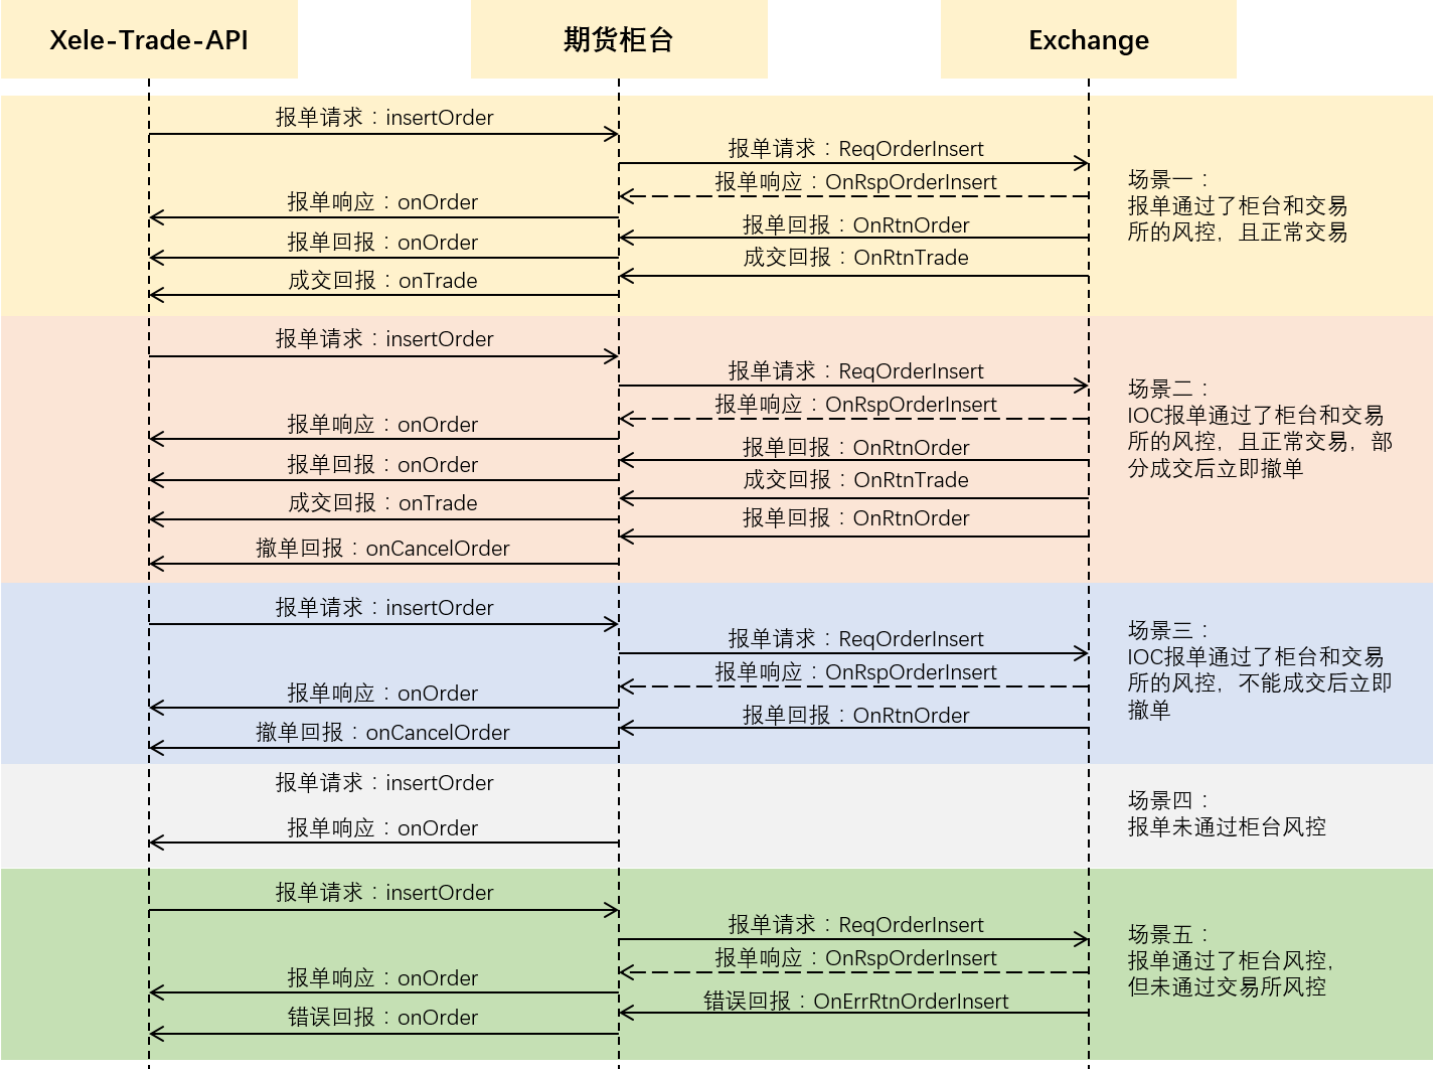 Xele-Trade-API
期货柜台
Exchange
报单请求：insertOrder
报单请求：ReqOrderInsert
报单响应：OnRspOrderInsert
报单响应：onOrder
报单回报：OnRtnOrder
报单回报：onOrder
成交回报：OnRtnTrade
成交回报：onTrade
场景一：
报单通过了柜台和交易
所的风控，且正常交易
报单请求：insertOrder
报单请求：ReqOrderInsert
报单响应：OnRspOrderInsert
报单响应：onOrder
报单回报：OnRtnOrder
报单回报：onOrder
成交回报：OnRtnTrade
成交回报：onTrade
报单回报：OnRtnOrder
撤单回报：onCancelOrder
场景二：
IOC报单通过了柜台和交易
所的风控，且正常交易，部
分成交后立即撤单
报单请求：insertOrder
报单请求：ReqOrderInsert
报单响应：OnRspOrderInsert
报单响应：onOrder
报单回报：OnRtnOrder
撤单回报：onCancelOrder
场景三：
IOC报单通过了柜台和交易
所的风控，不能成交后立即
撤单
报单请求：insertOrder
报单响应：onOrder
场景四：
报单未通过柜台风控
报单请求：insertOrder
报单请求：ReqOrderInsert
报单响应：OnRspOrderInsert
报单响应：onOrder
错误回报：OnErrRtnOrderInsert
错误回报：onOrder
场景五：
报单通过了柜台风控，
但未通过交易所风控